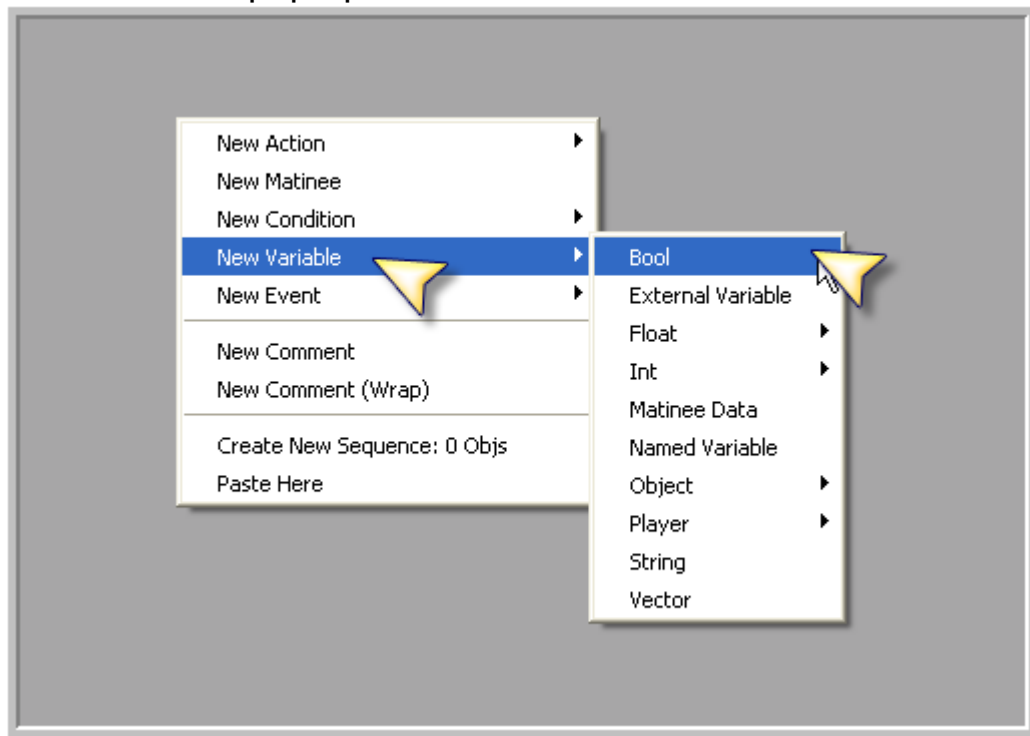 New Action
New Matinee
New Condition
New Variable
New Event
New Comment
New Comment (Wrap)
Create New Sequence: 0 Objs
Paste Here
Bool
External Variable
Float
Int
Matinee Data
Named Variable
Object
Player
String
Vector